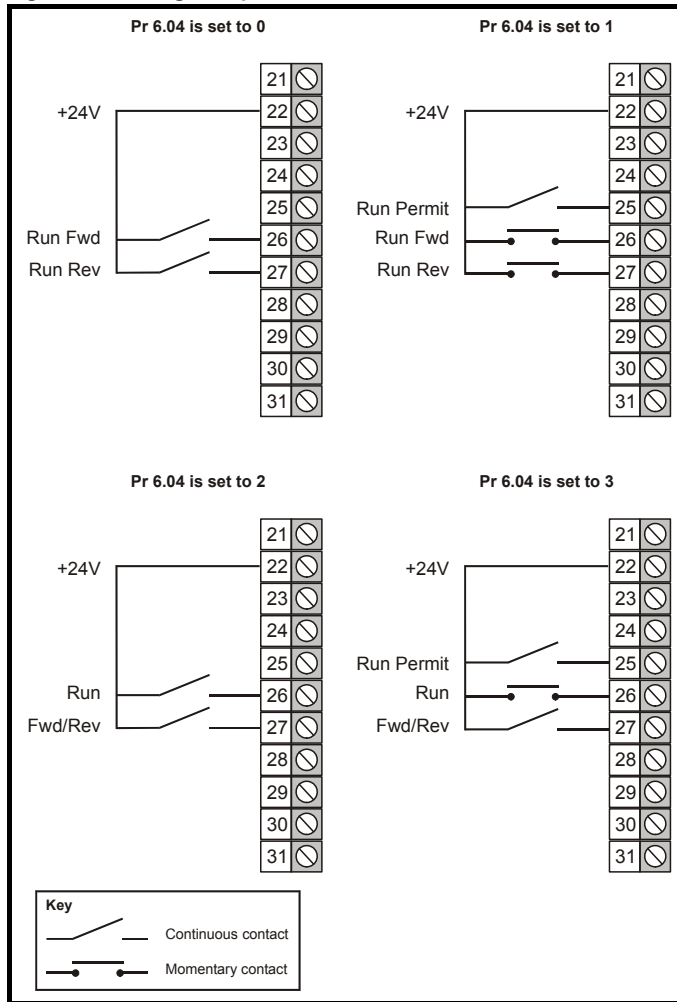 Pr 6.04 is set to 0
21
+24V 22
23
24
25
Run Fwd 26
Run Rev 27
28
29
30
31
Pr 6.04 is set to 1
21
+24V 22
23
24
Run Permit 25
Run Fwd 26
Run Rev 27
28
29
30
31
Pr 6.04 is set to 2
21
+24V 22
23
24
25
Run 26
Fwd/Rev 27
28
29
30
31
Pr 6.04 is set to 3
21
+24V 22
23
24
Run Permit 25
Run 26
Fwd/Rev 27
28
29
30
31
Key
Continuous contact
Momentary contact